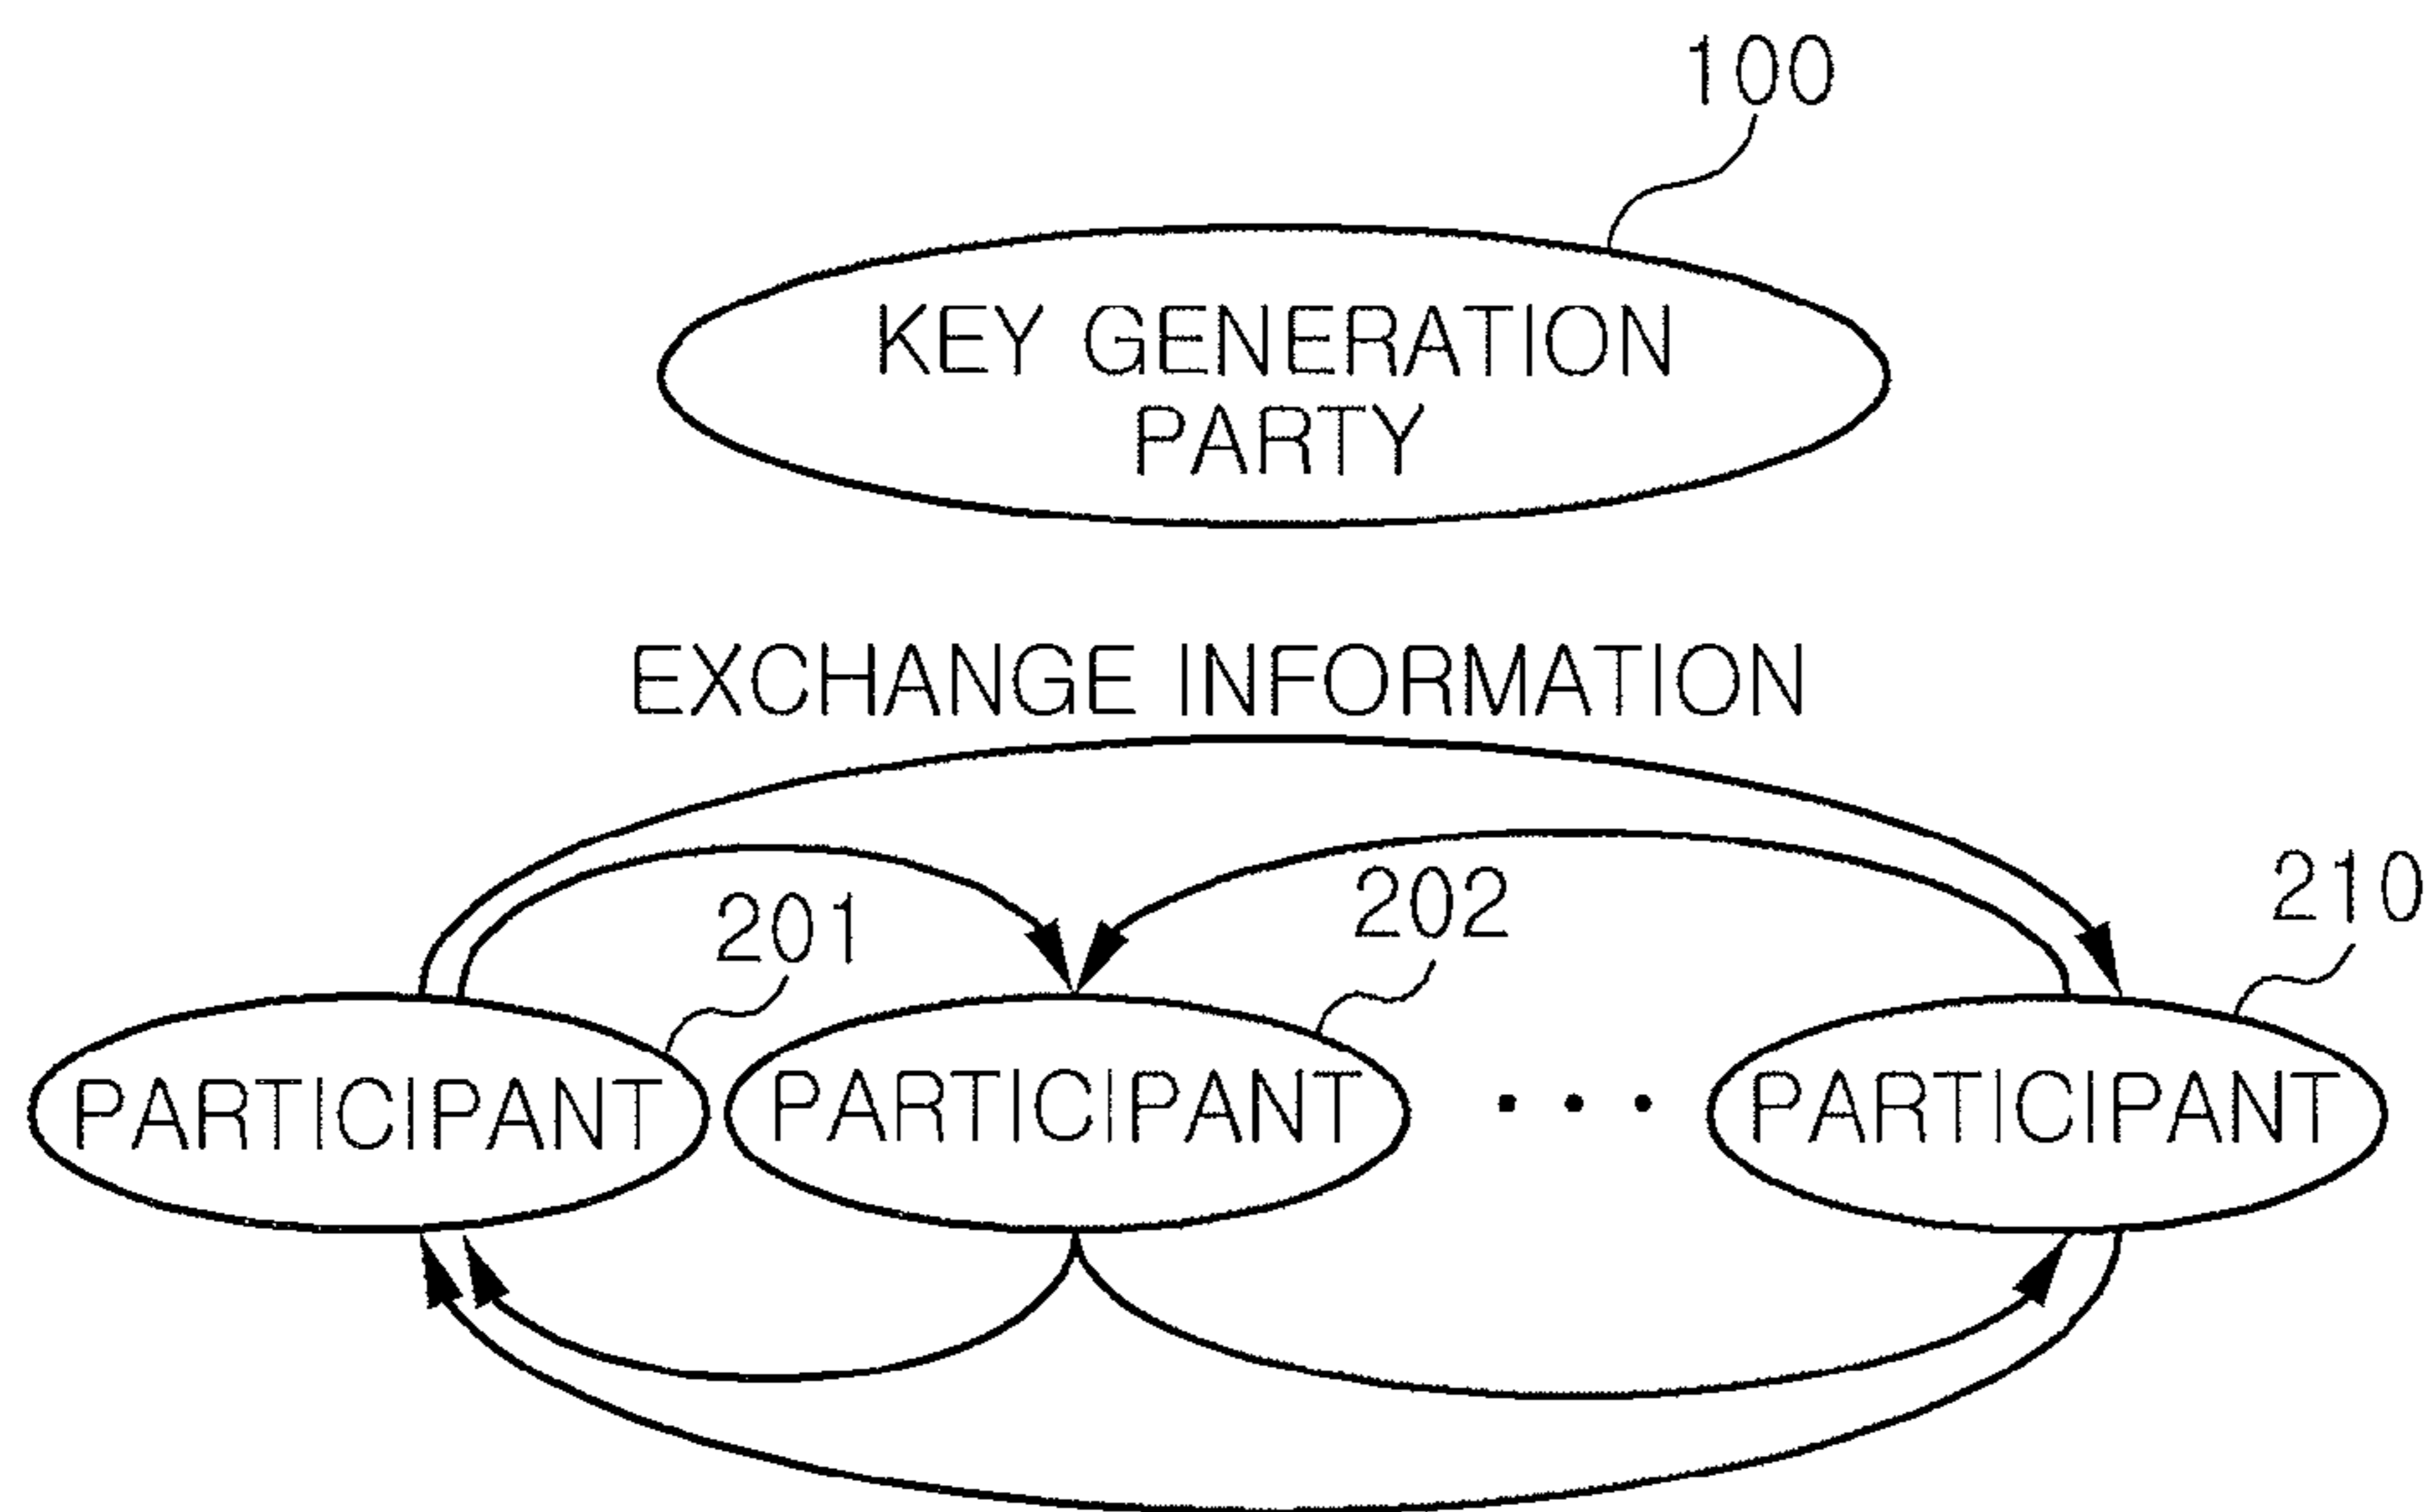 100
KEY GENERATION
PARTY
EXCHANGE INFORMATION
201
202
210
PARTICIPANT
PARTICIPANT
• • •
PARTICIPANT